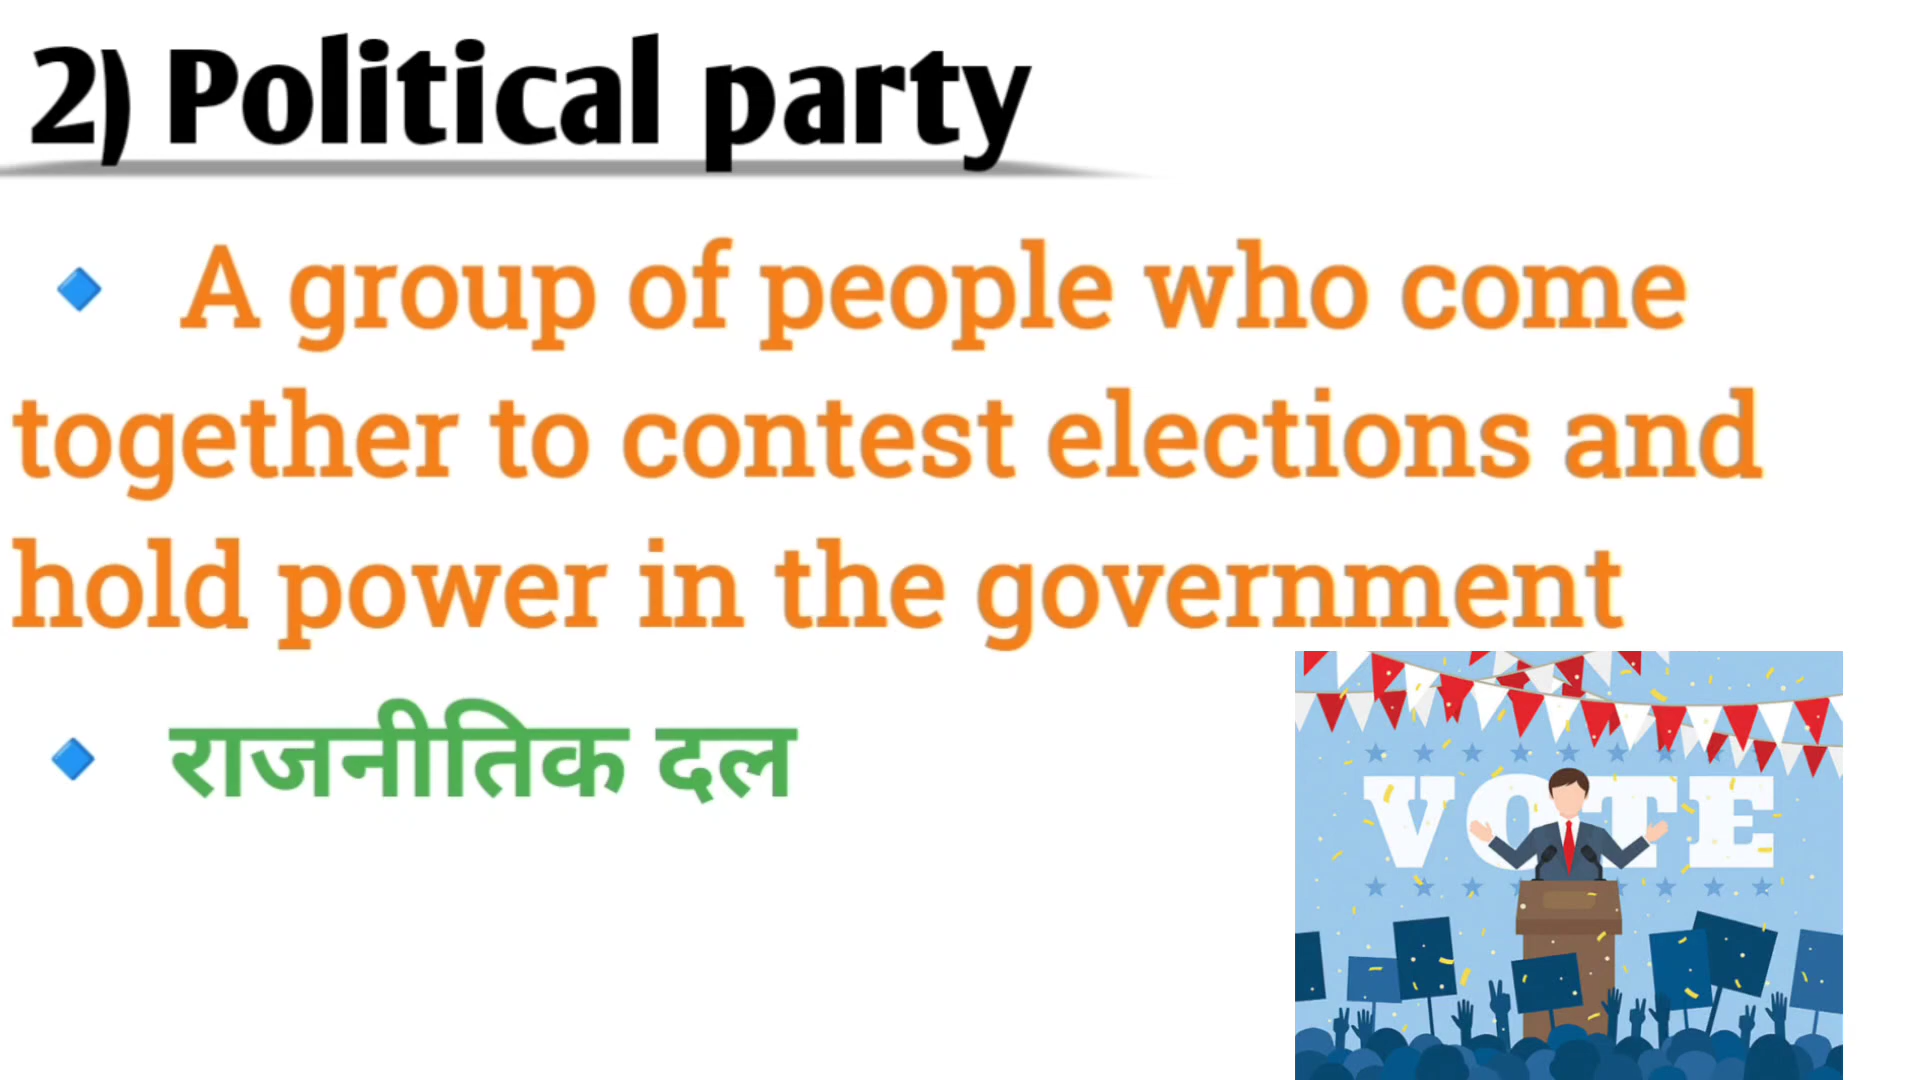 2) Political party
A group of people who come
together to contest elections and
hold power in the government
राजनीतिक दल
VOTE